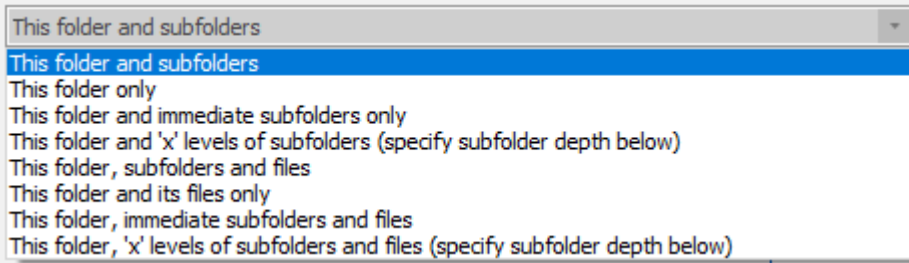 This folder and subfolders
This folder and subfolders
This folder only
This folder and immediate subfolders only
This folder and 'x' levels of subfolders (specify subfolder depth below)
This folder, subfolders and files
This folder and its files only
This folder, immediate subfolders and files
This folder, 'x' levels of subfolders and files (specify subfolder depth below)